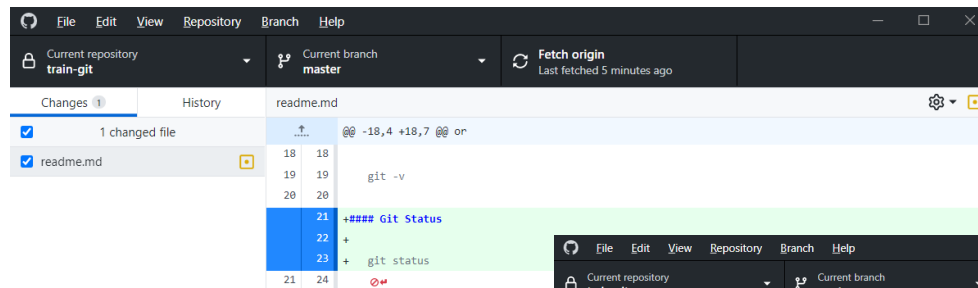 File Edit View Repository Branch Help
Current repository
train-git
Current branch
master
Fetch origin
Last fetched 5 minutes ago
Changes 1 History
readme.md
1 changed file
readme.md
@@ -18,4 +18,7 @@ or
18 18
19 19 git -v
20 20
21 +#### Git Status
22 +
23 + git status
21 24
File Edit View Repository Branch Help
Current repository
Current branch